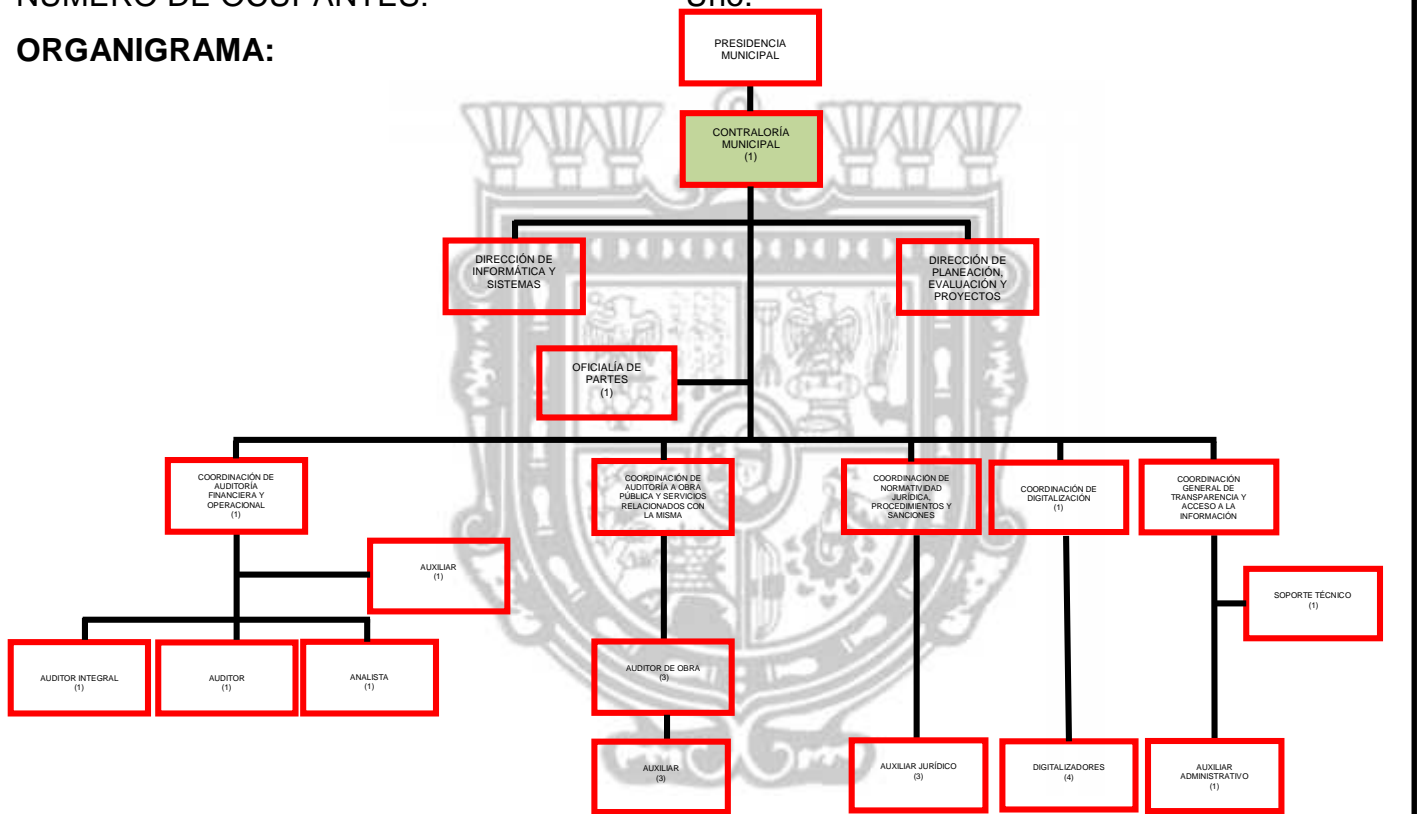 NÚMERO DE OCUPANTES: Uno.
ORGANIGRAMA:
PRESIDENCIA
MUNICIPAL
CONTRALORÍA
MUNICIPAL
(1)
DIRECCIÓN DE
INFORMÁTICA Y
SISTEMAS
DIRECCIÓN DE
PLANEACIÓN,
EVALUACIÓN Y
PROYECTOS
OFICIALÍA DE
PARTES
(1)
COORDINACIÓN DE
AUDITORÍA
FINANCIERA Y
OPERACIONAL
(1)
COORDINACIÓN DE
AUDITORÍA A OBRA
PÚBLICA Y SERVICIOS
RELACIONADOS CON
LA MISMA
COORDINACIÓN DE
NORMATIVIDAD
JURÍDICA,
PROCEDIMIENTOS Y
SANCIONES
COORDINACIÓN DE
DIGITALIZACIÓN
(1)
COORDINACIÓN
GENERAL DE
TRANSPARENCIA Y
ACCESO A LA
INFORMACIÓN
AUXILIAR
(1)
SOPORTE TÉCNICO
(1)
AUDITOR INTEGRAL
(1)
AUDITOR
(1)
ANALISTA
(1)
AUDITOR DE OBRA
(3)
AUXILIAR
(3)
AUXILIAR JURÍDICO
(3)
DIGITALIZADORES
(4)
AUXILIAR
ADMINISTRATIVO
(1)